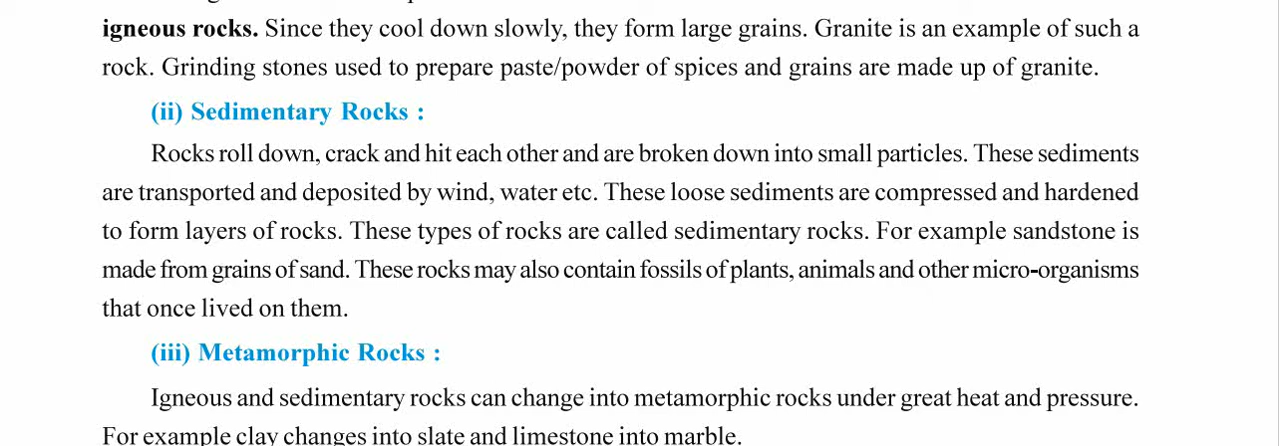 igneous rocks. Since they cool down slowly, they form large grains. Granite is an example of such a
rock. Grinding stones used to prepare paste/powder of spices and grains are made up of granite.
(ii) Sedimentary Rocks :
Rocks roll down, crack and hit each other and are broken down into small particles. These sediments
are transported and deposited by wind, water etc. These loose sediments are compressed and hardened
to form layers of rocks. These types of rocks are called sedimentary rocks. For example sandstone is
made from grains of sand. These rocks may also contain fossils of plants, animals and other micro-organisms
that once lived on them.
(iii) Metamorphic Rocks :
Igneous and sedimentary rocks can change into metamorphic rocks under great heat and pressure.
For example clay changes into slate and limestone into marble.